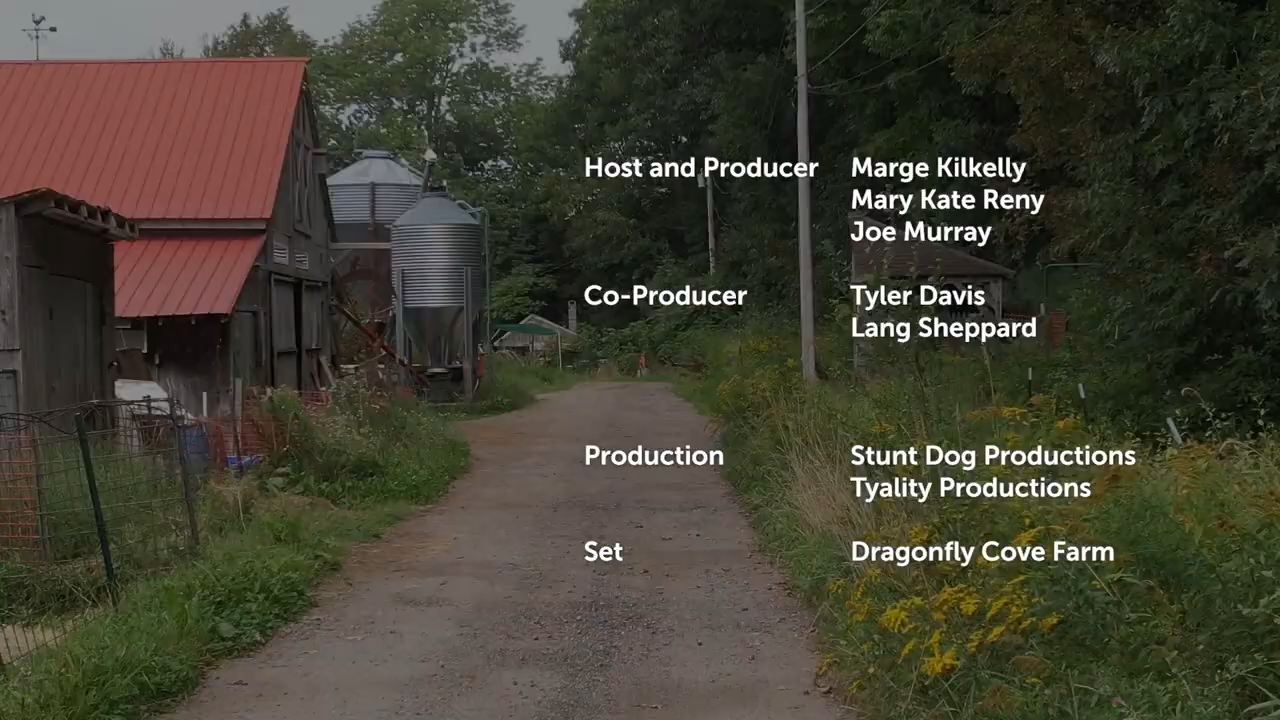 Host and Producer Marge Kilkelly
Mary Kate Reny
Joe Murray
Co-Producer Tyler Davis
Lang Sheppard
Production Stunt Dog Productions
Tyality Productions
Set Dragonfly Cove Farm